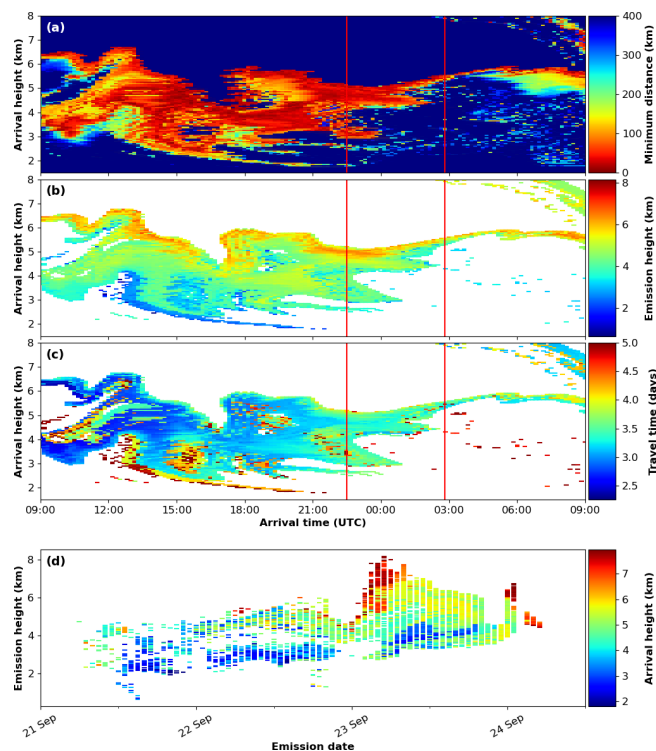 (a)
Arrival height (km)
8
7
6
5
4
3
2
400
300
200
100
0
Minimum distance (km)
(b)
Arrival height (km)
8
7
6
5
4
3
2
8
6
4
2
Emission height (km)
(c)
Arrival height (km)
8
7
6
5
4
3
2
5.0
4.5
4.0
3.5
3.0
2.5
Travel time (days)
09:00 12:00 15:00 18:00 21:00 00:00 03:00 06:00 09:00
Arrival time (UTC)
(d)
Emission height (km)
8
6
4
2
7
6
5
4
3
2
Arrival height (km)
21 Sep 22 Sep 23 Sep 24 Sep
Emission date